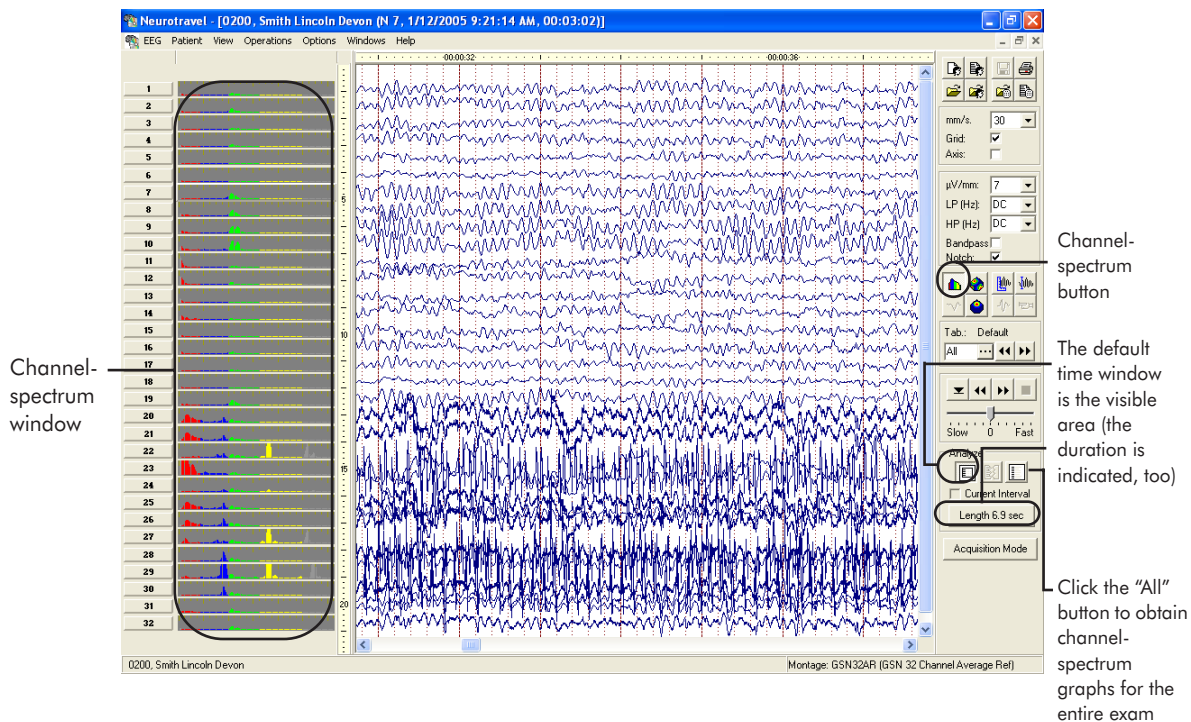 Neurotravel - [0200, Smith Lincoln Devon (N 7, 1/12/2005 9:21:14 AM, 00:03:02)]
EEG Patient View Operations Options Windows Help
00:00:32 00:00:36
1
2
3
4
5
6
7
8
9
10
11
12
13
14
15
16
17
18
19
20
21
22
23
24
25
26
27
28
29
30
31
32
5
10
15
20
mm/s. 30
Grid:
Axis:
µV/mm: 7
LP (Hz): DC
HP (Hz) DC
Bandpass
Notch:
Tab.: Default
All ...
Slow 0 Fast
Analyze
Current Interval
Length 6.9 sec
Acquisition Mode
0200, Smith Lincoln Devon
Montage: GSN32AR (GSN 32 Channel Average Ref)
Channel-
spectrum
window
Channel-
spectrum
button
The default
time window
is the visible
area (the
duration is
indicated, too)
Click the “All”
button to obtain
channel-
spectrum
graphs for the
entire exam